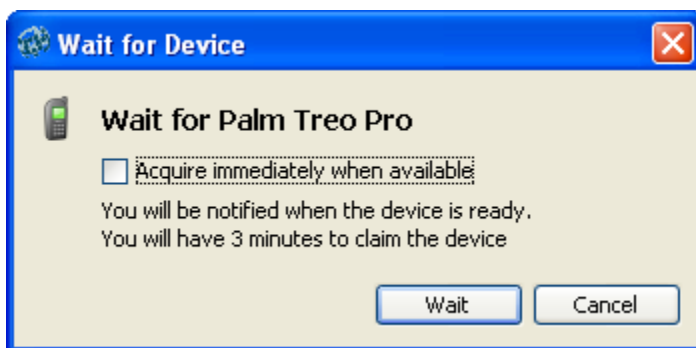 Wait for Device
Wait for Palm Treo Pro
Acquire immediately when available
You will be notified when the device is ready.
You will have 3 minutes to claim the device
Wait
Cancel